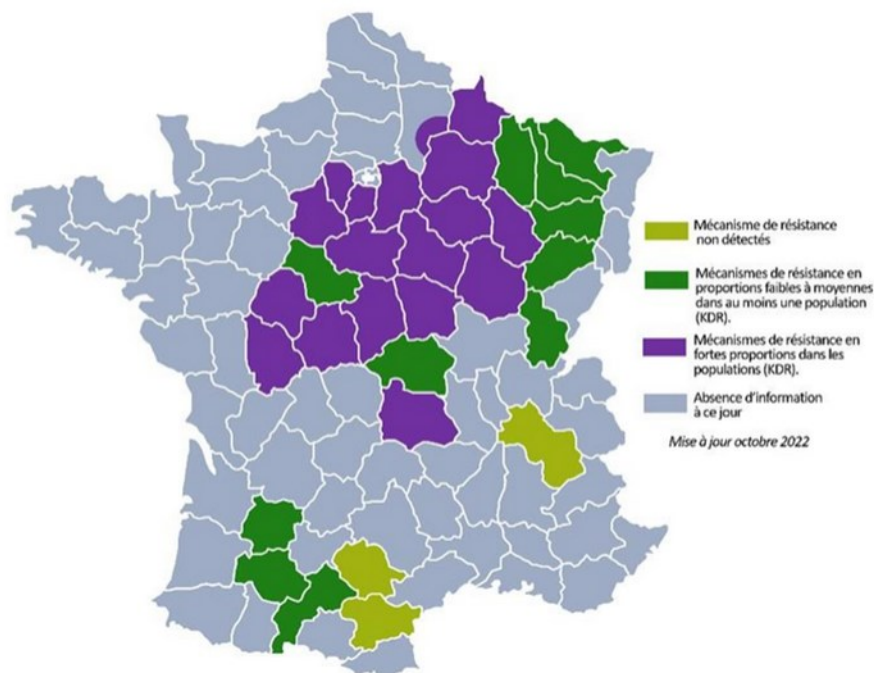 Mécanisme de résistance
non détectés
Mécanismes de résistance en
proportions faibles à moyennes
dans au moins une population
(KDR).
Mécanismes de résistance en
fortes proportions dans les
populations (KDR).
Absence d'information
à ce jour
Mise à jour octobre 2022